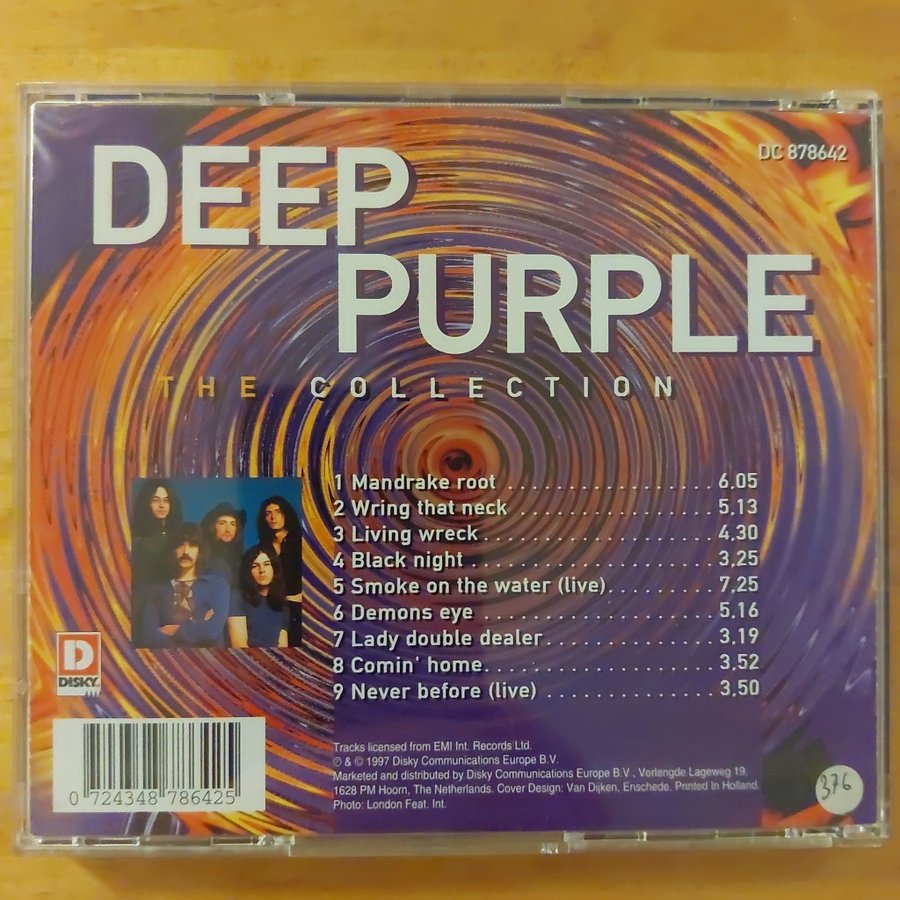 DC 878642
DEEP
PURPLE
THE COLLECTION
1 Mandrake root . . . . . . . . . . . . . . . . . . 6.05
2 Wring that neck . . . . . . . . . . . . . . . . . 5,13
3 Living wreck . . . . . . . . . . . . . . . . . . . . 4,30
4 Black night . . . . . . . . . . . . . . . . . . . . . 3,25
5 Smoke on the water (live). . . . . . . . . 7,25
6 Demons eye . . . . . . . . . . . . . . . . . . . . 5,16
7 Lady double dealer. . . . . . . . . . . . . . . 3.19
8 Comin' home. . . . . . . . . . . . . . . . . . . . 3,52
9 Never before (live) . . . . . . . . . . . . . . . 3,50
DISKY
0 724348 786425
Tracks licensed from EMI Int. Records Ltd.
℗ & © 1997 Disky Communications Europe B.V.
Marketed and distributed by Disky Communications Europe B.V., Verlengde Lageweg 19,
1628 PM Hoorn, The Netherlands. Cover Design: Van Dijken, Enschede. Printed In Holland.
Photo: London Feat. Int.
376